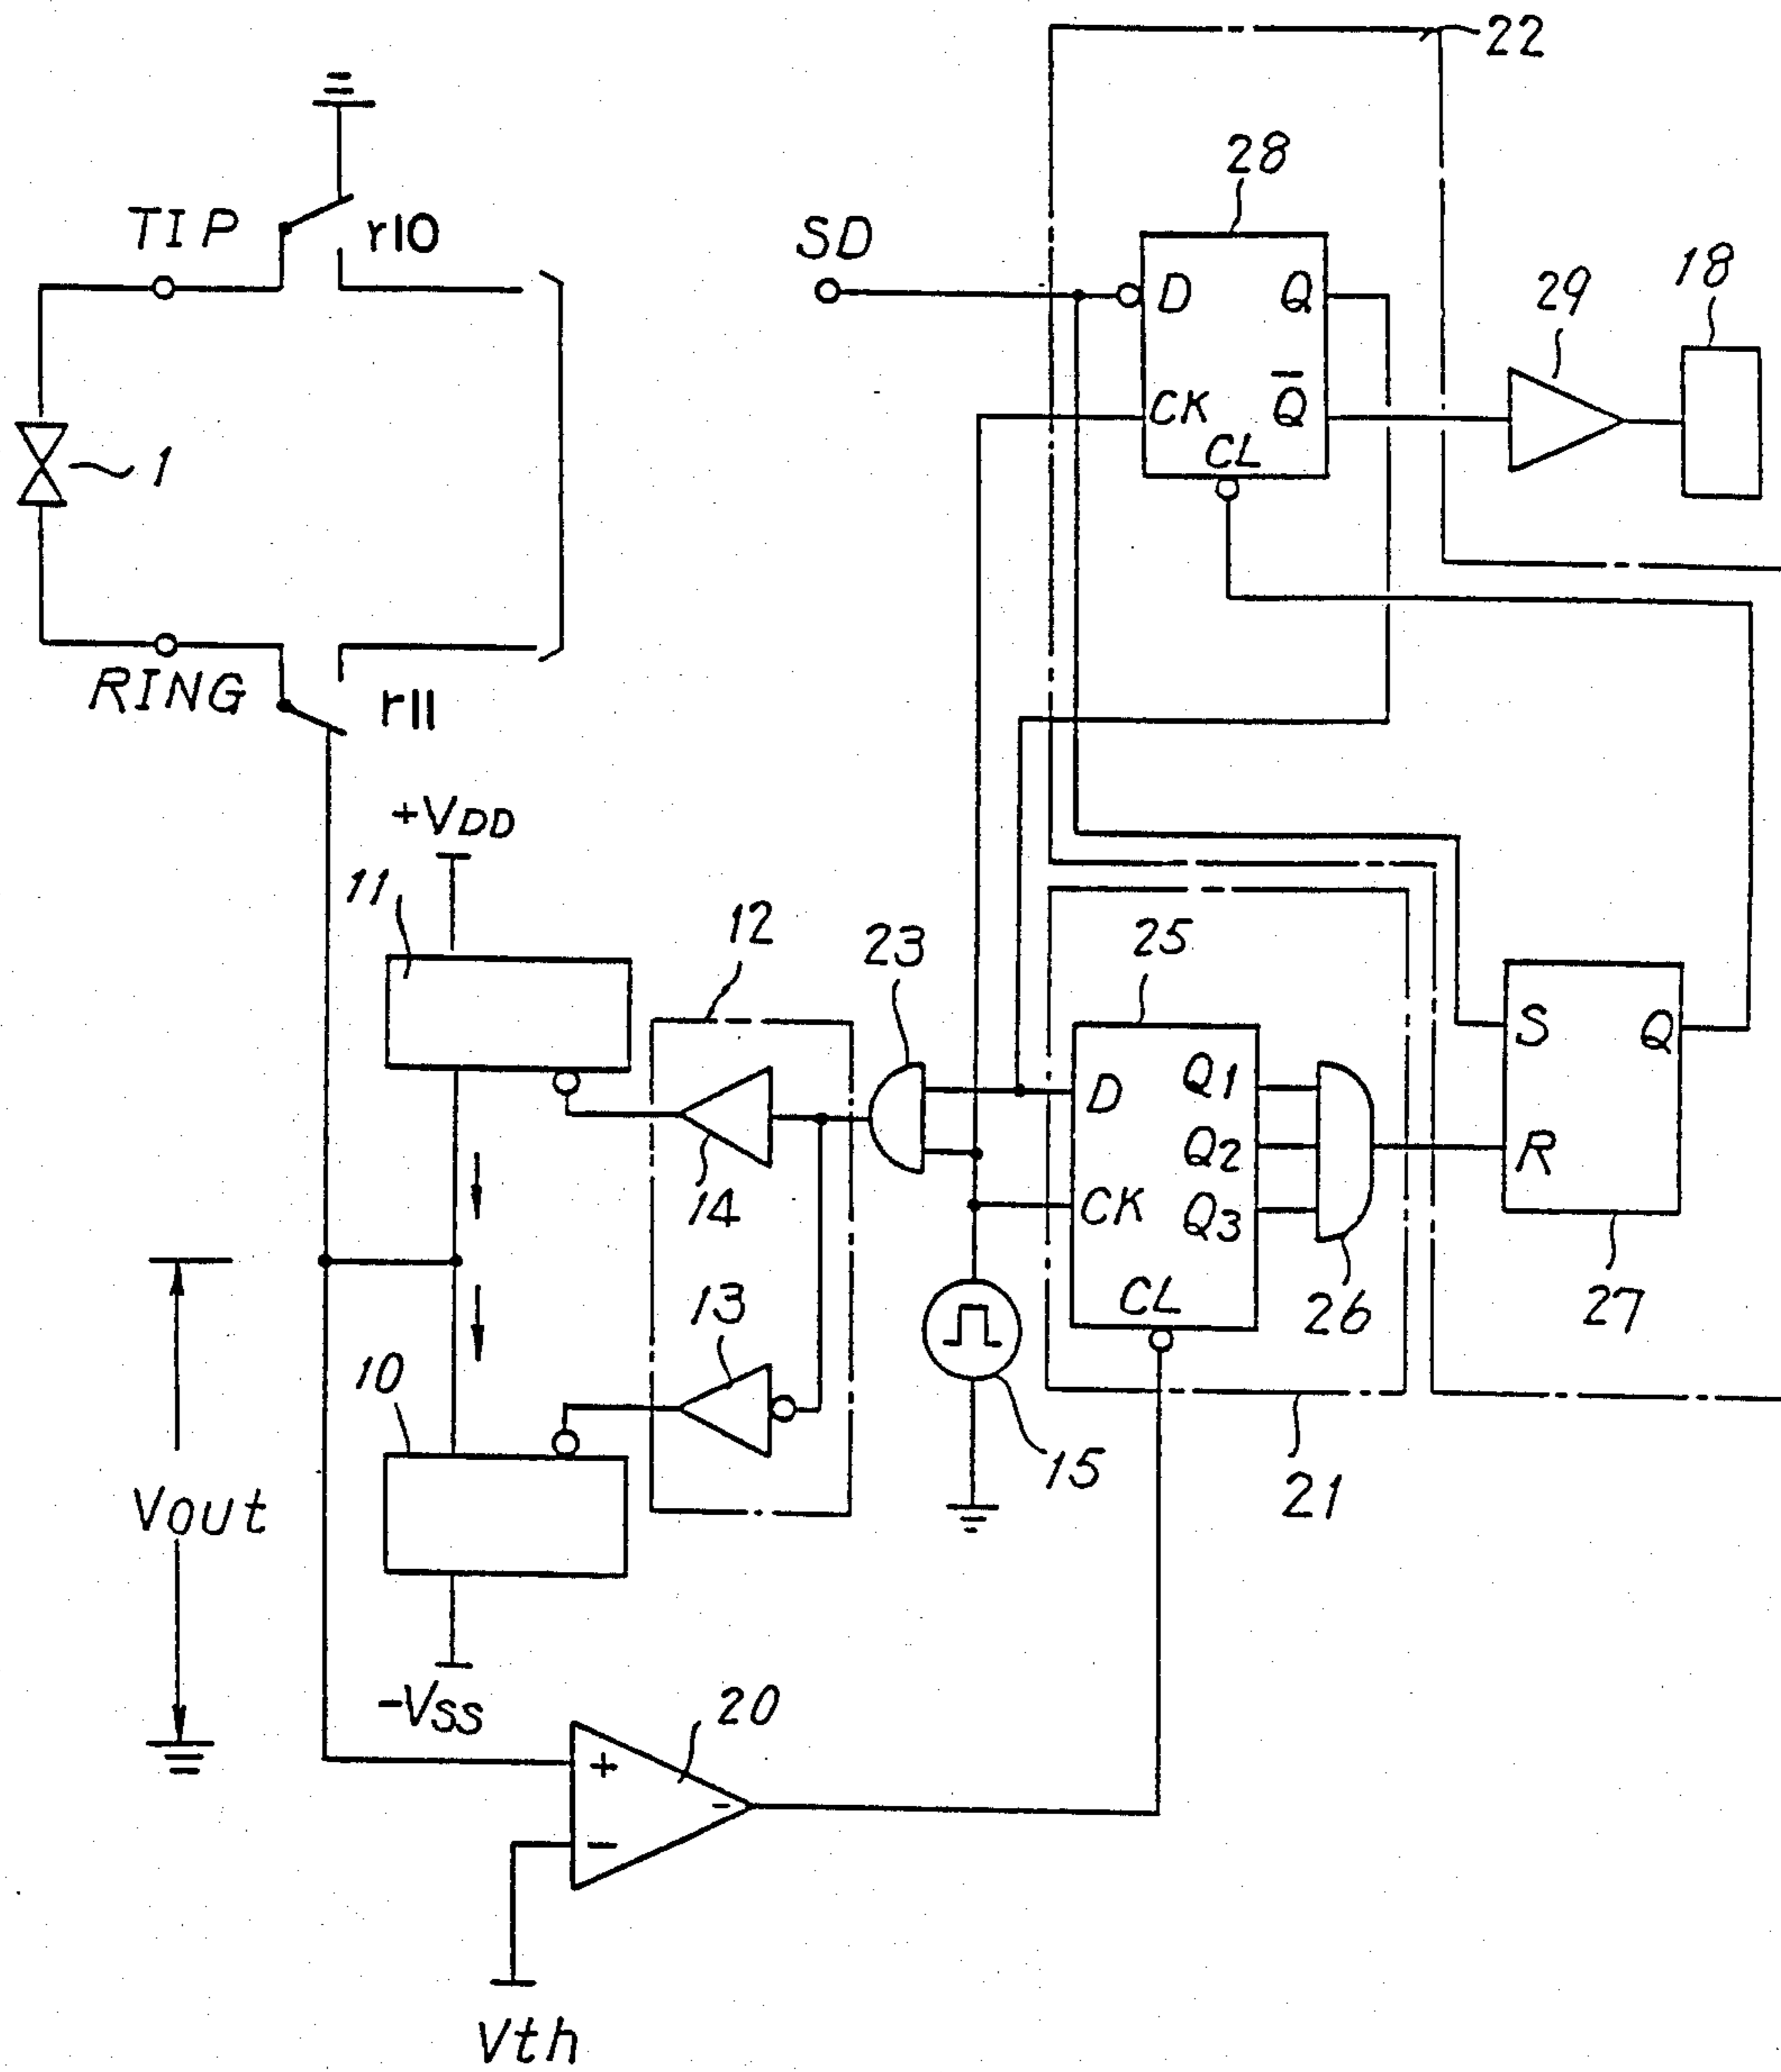 22
28
TIP
r10
SD
D
Q
29
18
CK
Q̅
CL
1
RING
r11
+VDD
11
12
23
25
S
Q
D
Q1
14
Q2
R
CK
Q3
13
CL
26
27
10
15
21
Vout
-VSS
20
+
-
-
Vth